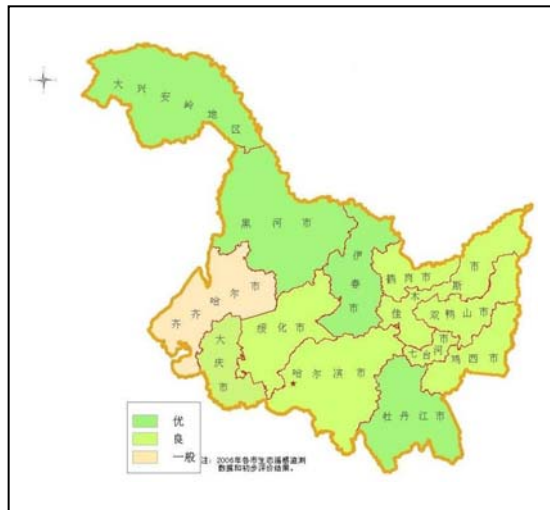 大兴安岭地区
黑河市
伊春市
齐齐哈尔市
鹤岗市
佳木斯市
绥化市
双鸭山市
大庆市
七台河市
鸡西市
哈尔滨市
牡丹江市
优
良
一般
注：2006年各市生态遥感监测
数据和初步评价结果。